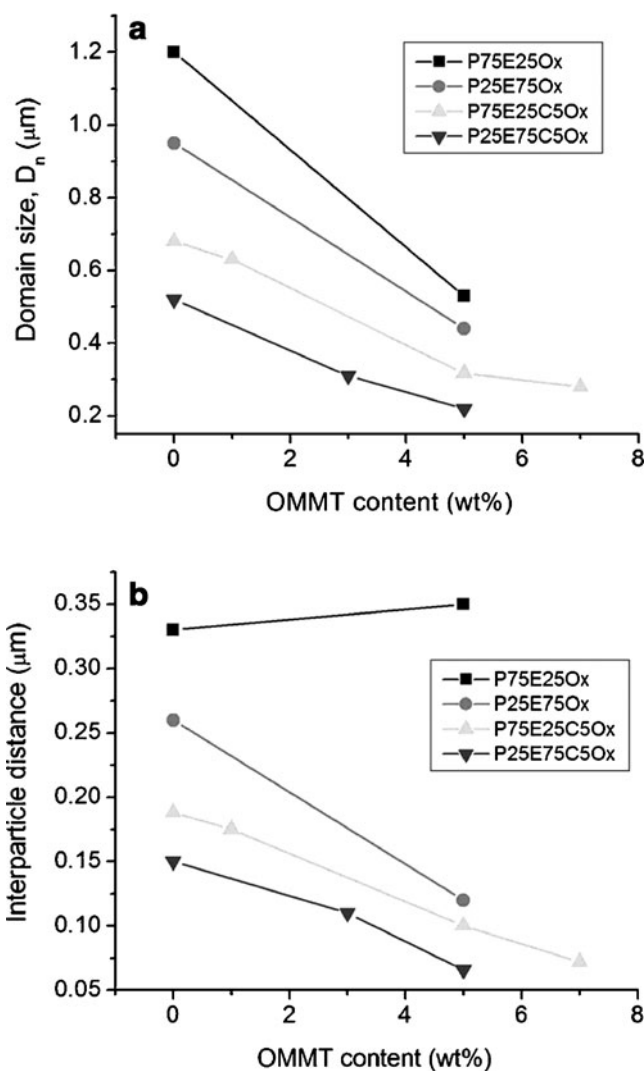 a
1.2
1.0
0.8
0.6
0.4
0.2
Domain size, Dₙ (μm)
P75E25Ox
P25E75Ox
P75E25C5Ox
P25E75C5Ox
0 2 4 6 8
OMMT content (wt%)
b
0.35
0.30
0.25
0.20
0.15
0.10
0.05
Interparticle distance (μm)
P75E25Ox
P25E75Ox
P75E25C5Ox
P25E75C5Ox
0 2 4 6 8
OMMT content (wt%)